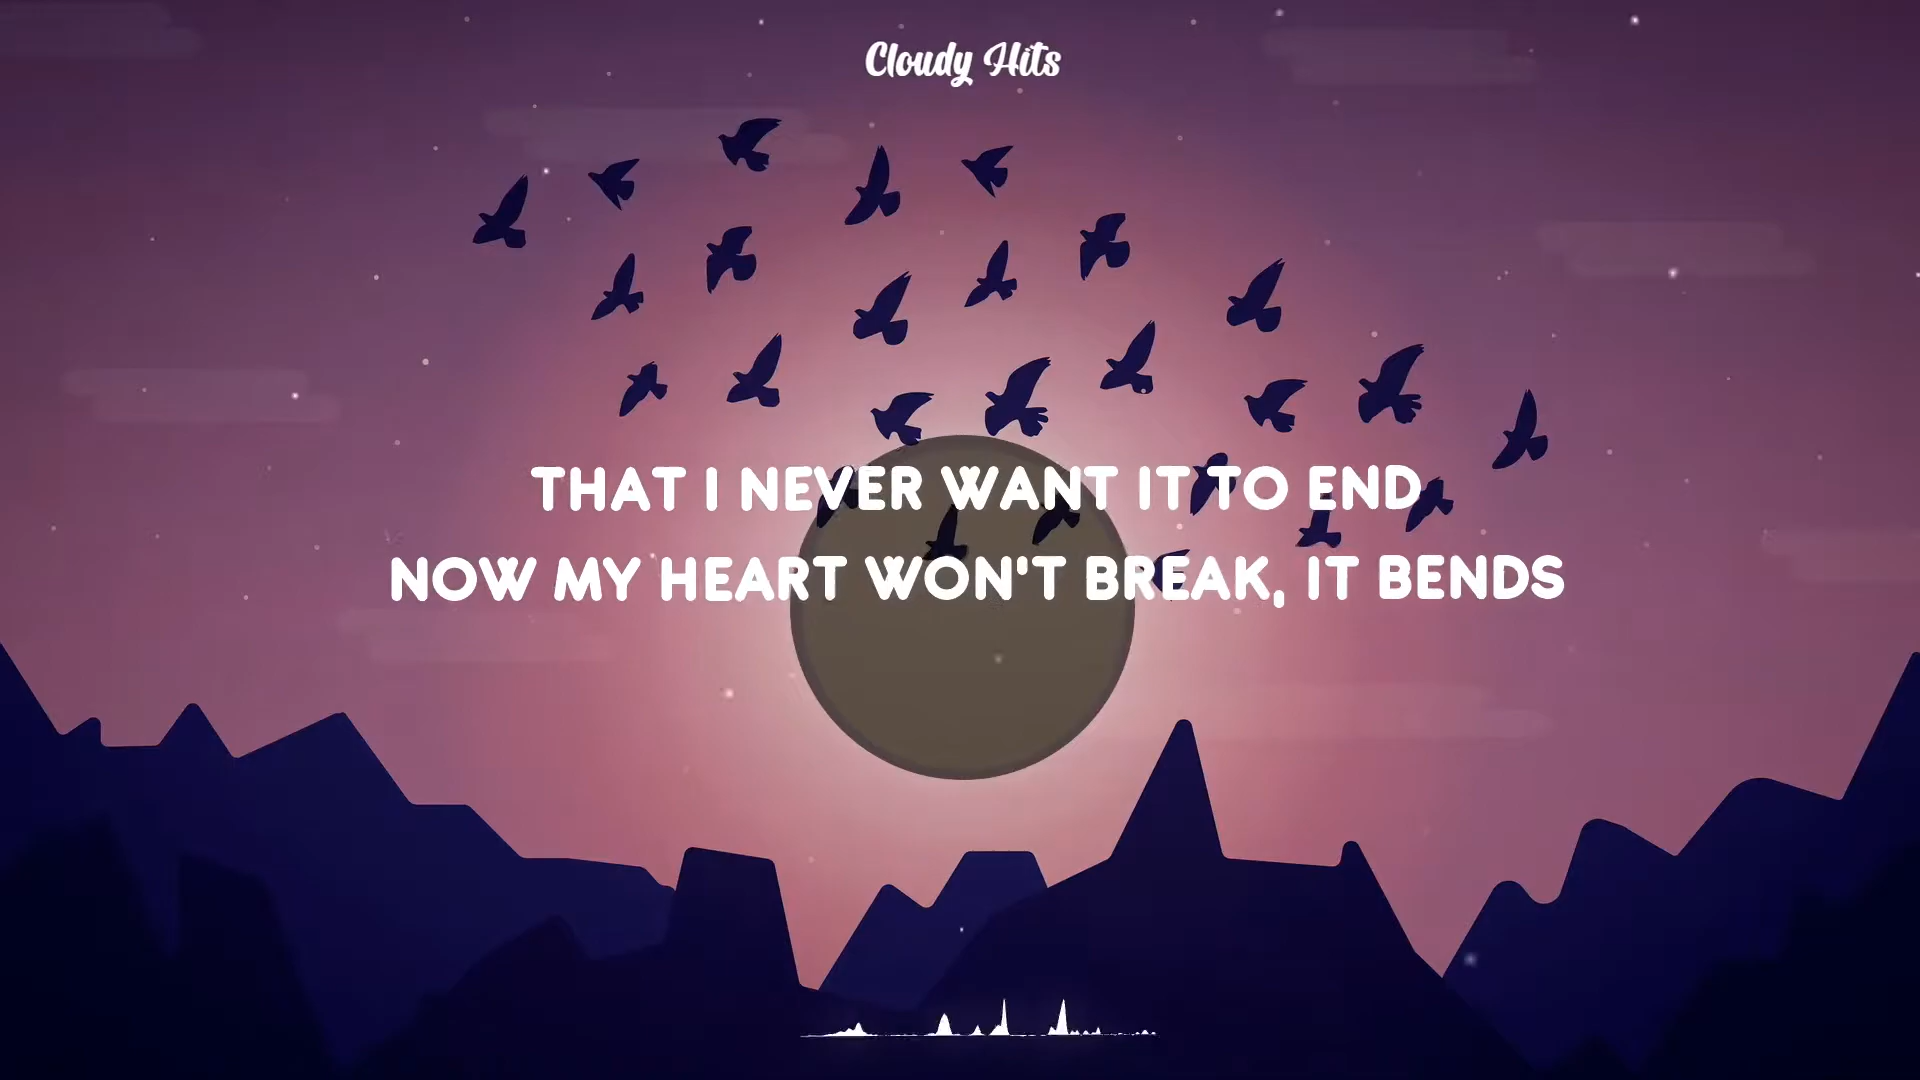 Cloudy Hits
THAT I NEVER WANT IT TO END
NOW MY HEART WON'T BREAK, IT BENDS